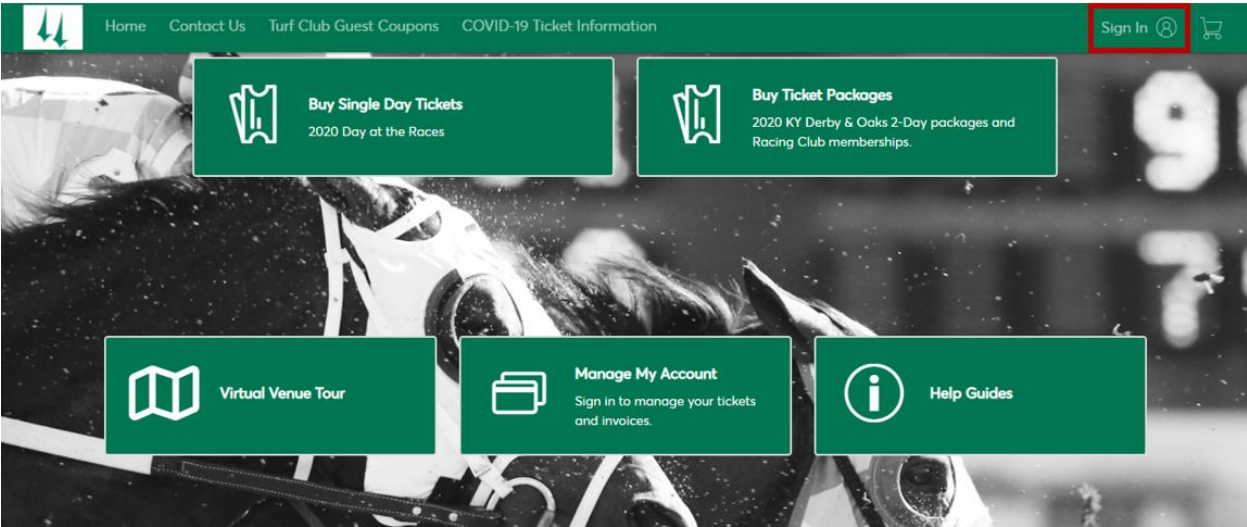 Home Contact Us Turf Club Guest Coupons COVID-19 Ticket Information Sign In
Buy Single Day Tickets
2020 Day at the Races
Buy Ticket Packages
2020 KY Derby & Oaks 2-Day packages and
Racing Club memberships.
9
7
Virtual Venue Tour
Manage My Account
Sign in to manage your tickets
and invoices.
Help Guides